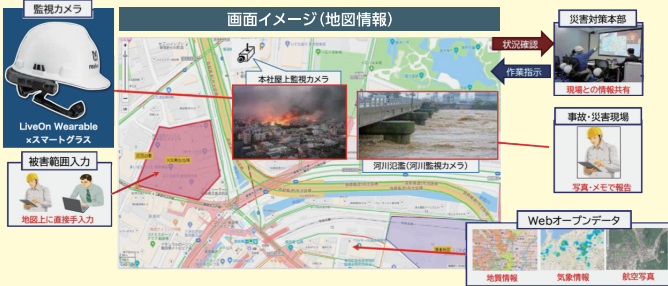 監視カメラ
LiveOn Wearable
×スマートグラス
被害範囲入力
地図上に直接手入力
画面イメージ（地図情報）
本社屋上監視カメラ
河川氾濫（河川監視カメラ）
状況確認
作業指示
災害対策本部
現場との情報共有
事故・災害現場
写真・メモで報告
Webオープンデータ
地質情報
気象情報
航空写真